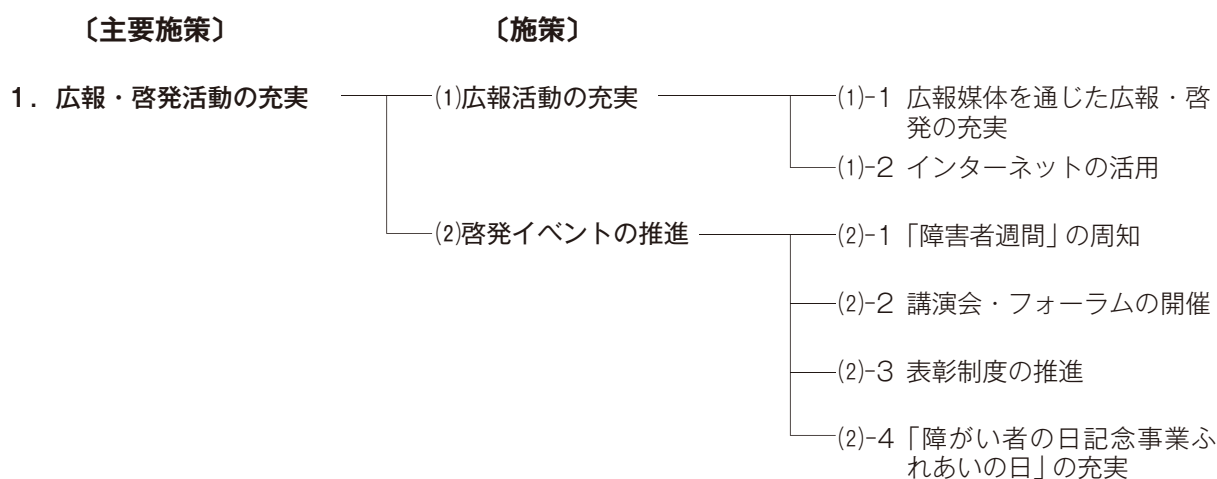 〔主要施策〕 〔施策〕
1．広報・啓発活動の充実 (1)広報活動の充実 (1)-1 広報媒体を通じた広報・啓
発の充実
(1)-2 インターネットの活用
(2)啓発イベントの推進 (2)-1「障害者週間」の周知
(2)-2 講演会・フォーラムの開催
(2)-3 表彰制度の推進
(2)-4「障がい者の日記念事業ふ
れあいの日」の充実